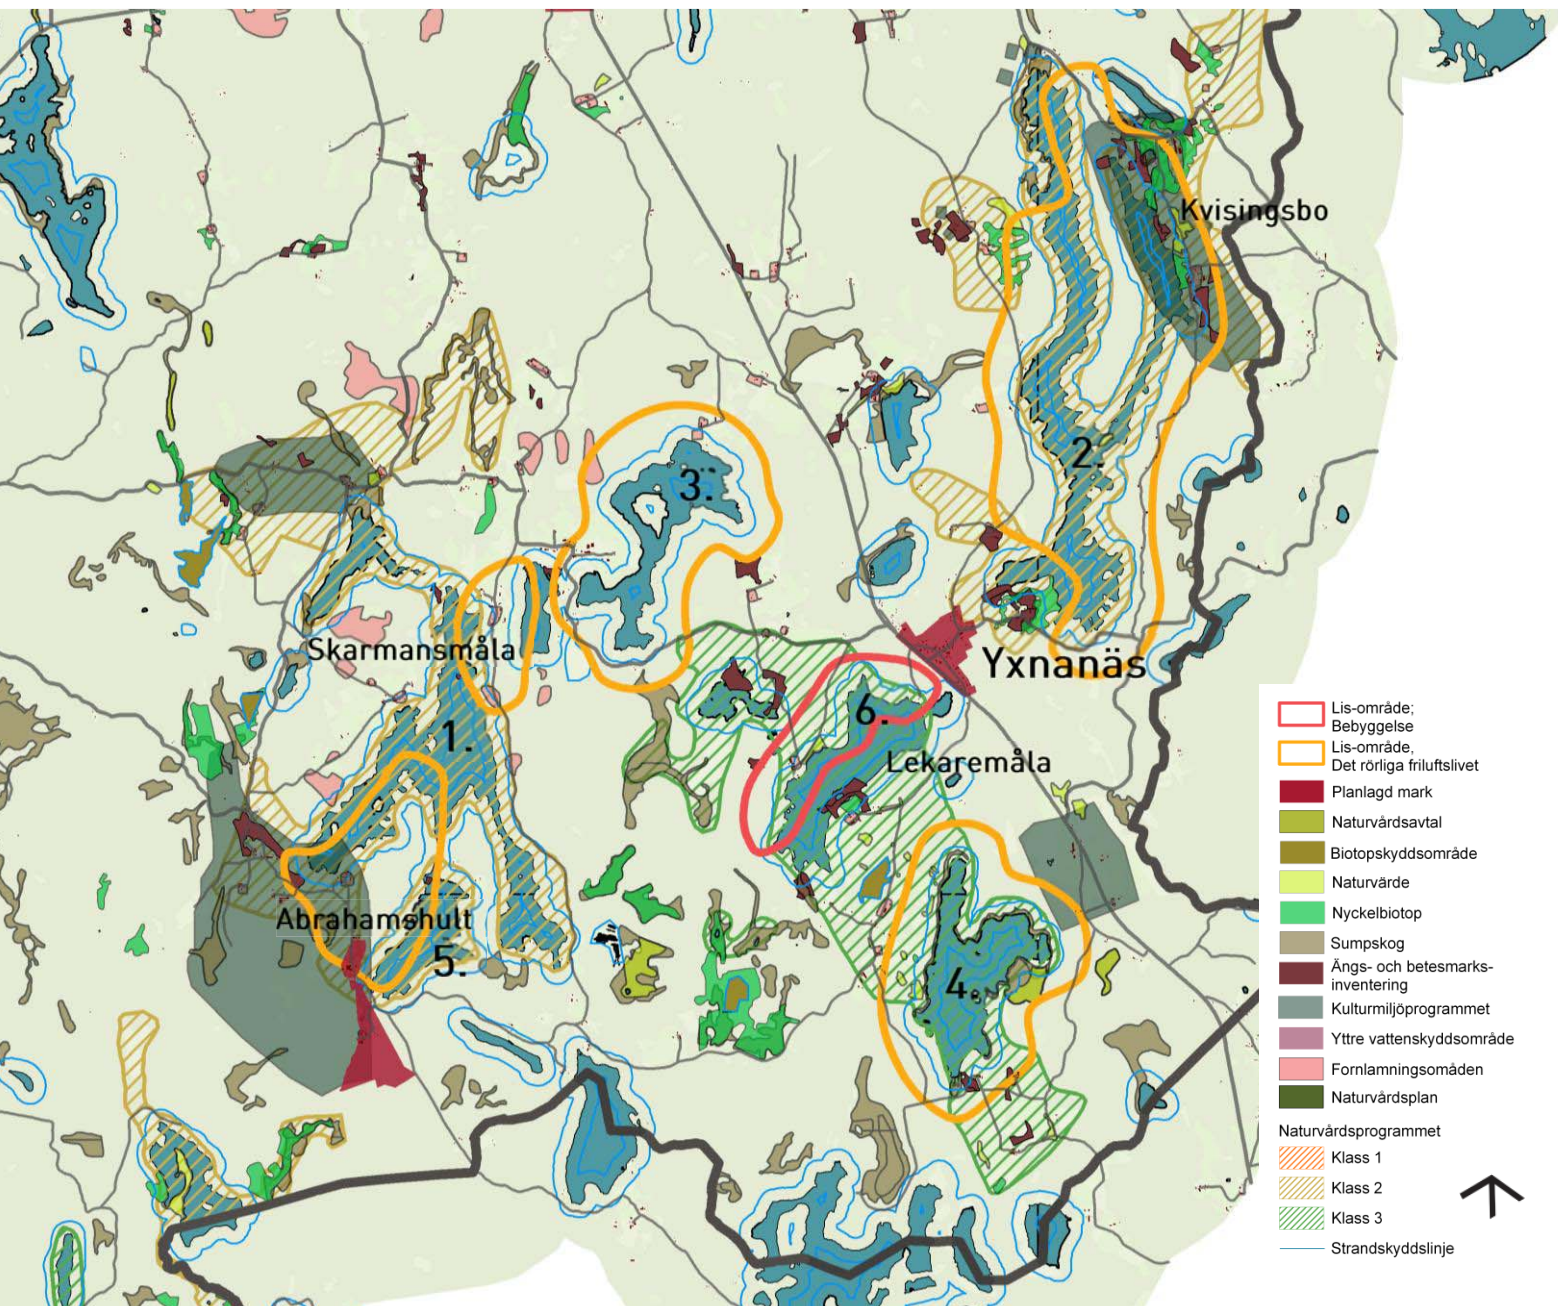 Kvisingsbo
2.
3.
Skarmansmåla
Yxnanäs
6.
1.
Lekaremåla
Abrahamshult
5.
4.
Lis-område;
Bebyggelse
Lis-område,
Det rörliga friluftslivet
Planlagd mark
Naturvårdsavtal
Biotopskyddsområde
Naturvärde
Nyckelbiotop
Sumpskog
Ängs- och betesmarks-
inventering
Kulturmiljöprogrammet
Yttre vattenskyddsområde
Fornlamningsomåden
Naturvårdsplan
Naturvårdsprogrammet
Klass 1
Klass 2
Klass 3
Strandskyddslinje